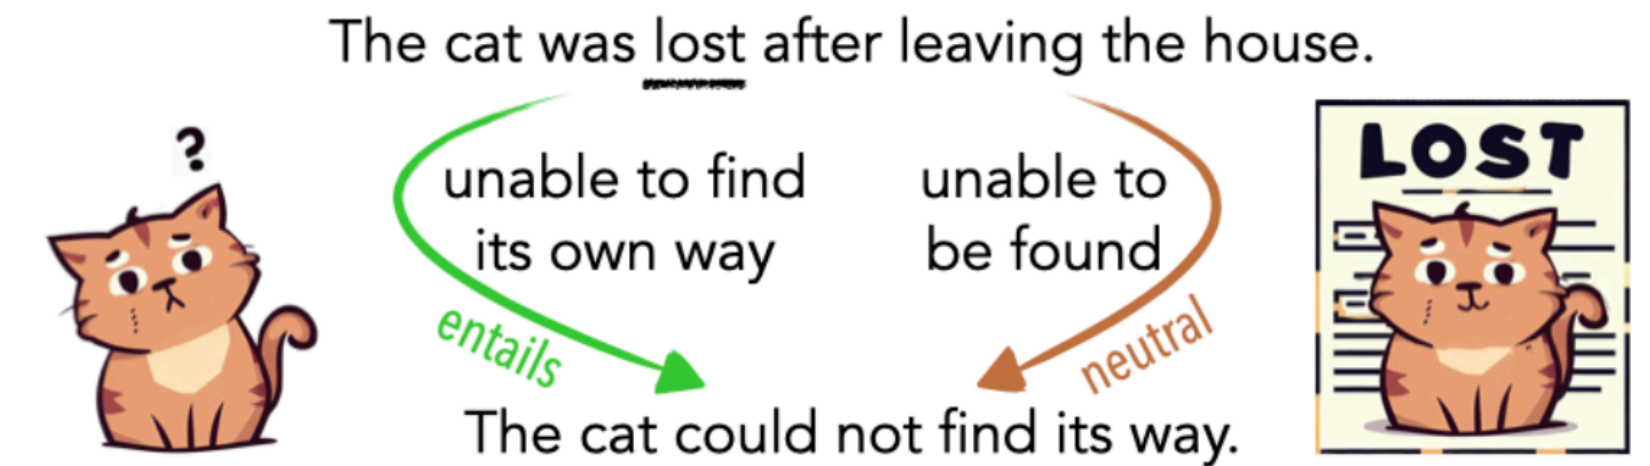 The cat was lost after leaving the house.
?
unable to find
its own way
unable to
be found
LOST
entails
neutral
The cat could not find its way.